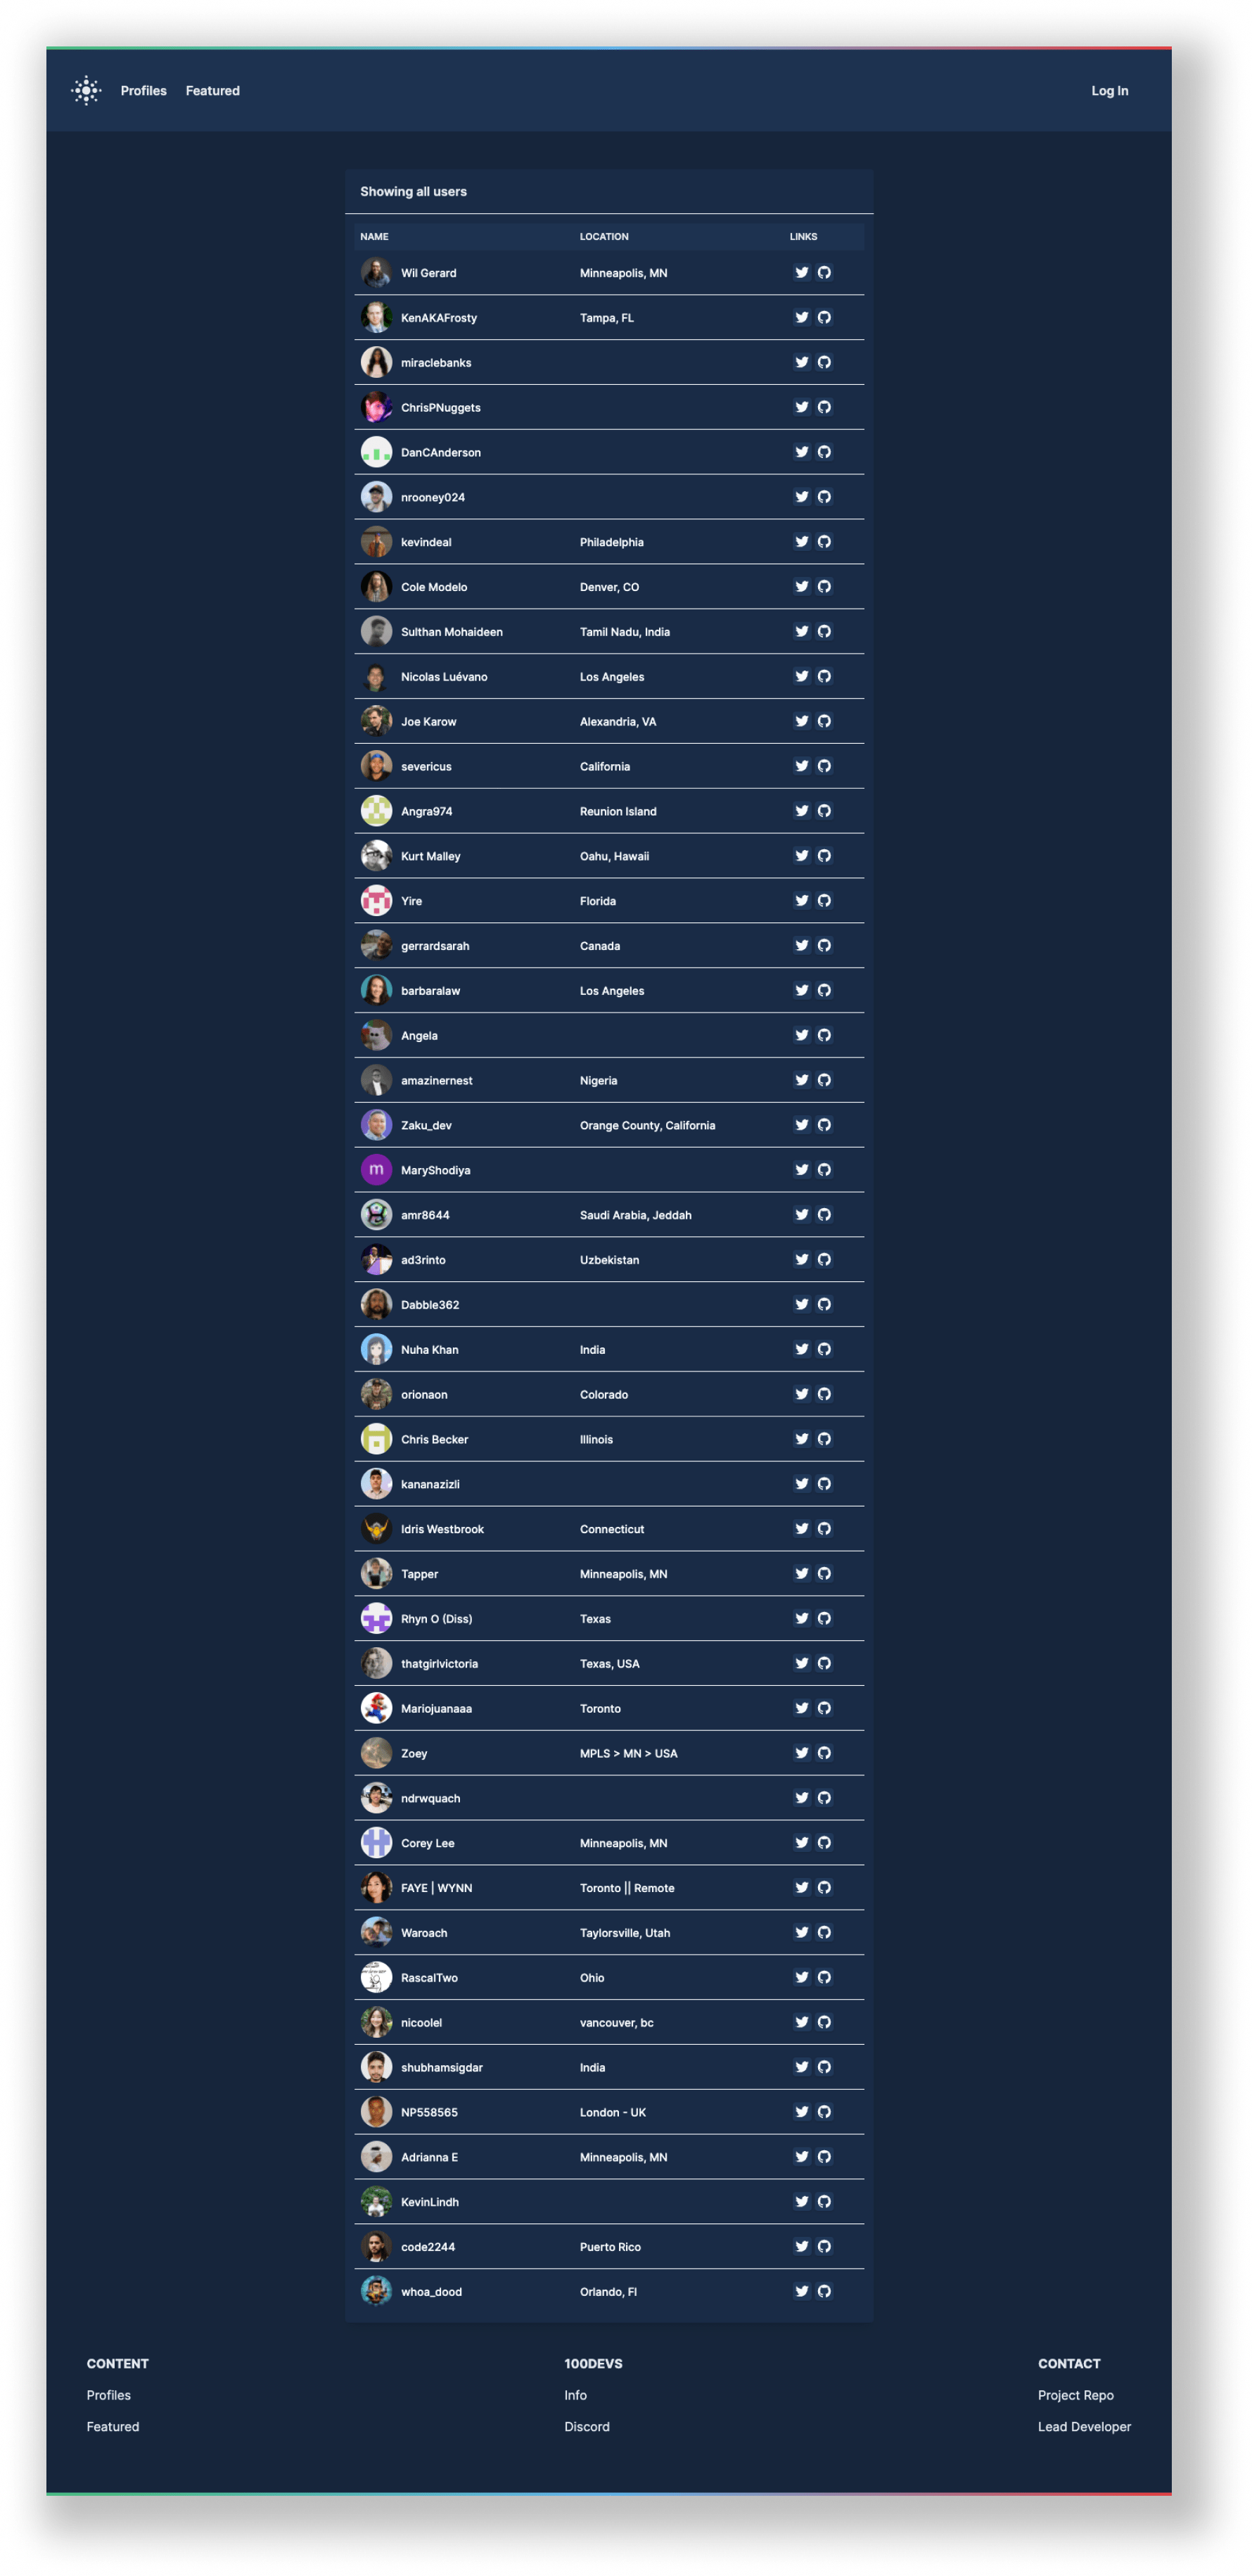 Profiles Featured Log In
Showing all users
NAME LOCATION LINKS
Wil Gerard Minneapolis, MN
KenAKAFrosty Tampa, FL
miraclebanks
ChrisPNuggets
DanCAnderson
nrooney024
kevindeal Philadelphia
Cole Modelo Denver, CO
Sulthan Mohaideen Tamil Nadu, India
Nicolas Luévano Los Angeles
Joe Karow Alexandria, VA
severicus California
Angra974 Reunion Island
Kurt Malley Oahu, Hawaii
Yire Florida
gerrardsarah Canada
barbaralaw Los Angeles
Angela
amazinernest Nigeria
Zaku_dev Orange County, California
m MaryShodiya
amr8644 Saudi Arabia, Jeddah
ad3rinto Uzbekistan
Dabble362
Nuha Khan India
orionaon Colorado
Chris Becker Illinois
kananazizli
Idris Westbrook Connecticut
Tapper Minneapolis, MN
Rhyn O (Diss) Texas
thatgirlvictoria Texas, USA
Mariojuanaaa Toronto
Zoey MPLS > MN > USA
ndrwquach
Corey Lee Minneapolis, MN
FAYE | WYNN Toronto || Remote
Waroach Taylorsville, Utah
RascalTwo Ohio
nicoolel vancouver, bc
shubhamsigdar India
NP558565 London - UK
Adrianna E Minneapolis, MN
KevinLindh
code2244 Puerto Rico
whoa_dood Orlando, Fl
CONTENT 100DEVS CONTACT
Profiles Info Project Repo
Featured Discord Lead Developer